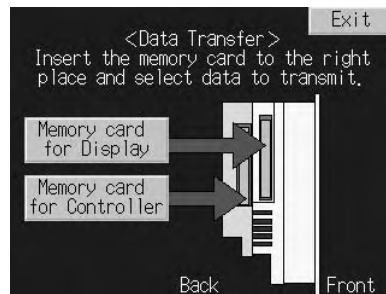 Exit
<Data Transfer>
Insert the memory card to the right
place and select data to transmit.
Memory card
for Display
Memory card
for Controller
Back
Front